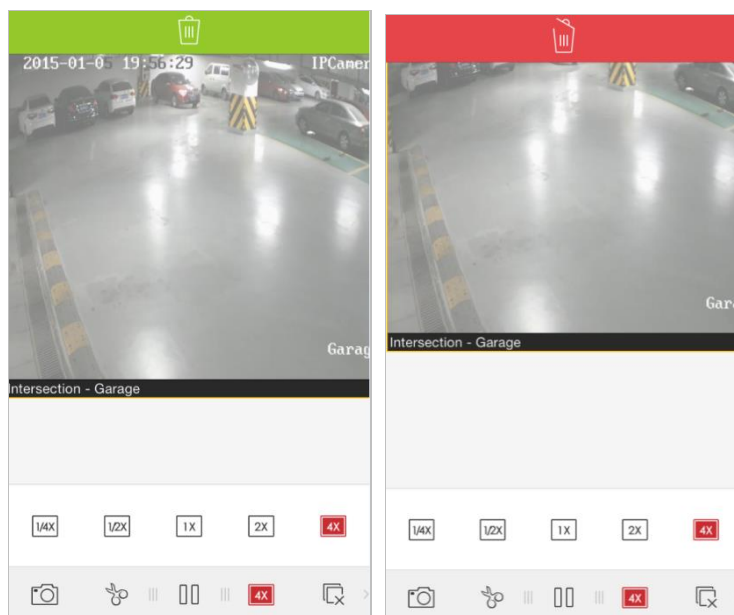 2015-01-05 19:56:29 IPCamer
Garag
Intersection - Garage
1/4X 1/2X 1X 2X 4X
4X
Gar
Intersection - Garage
1/4X 1/2X 1X 2X 4X
4X